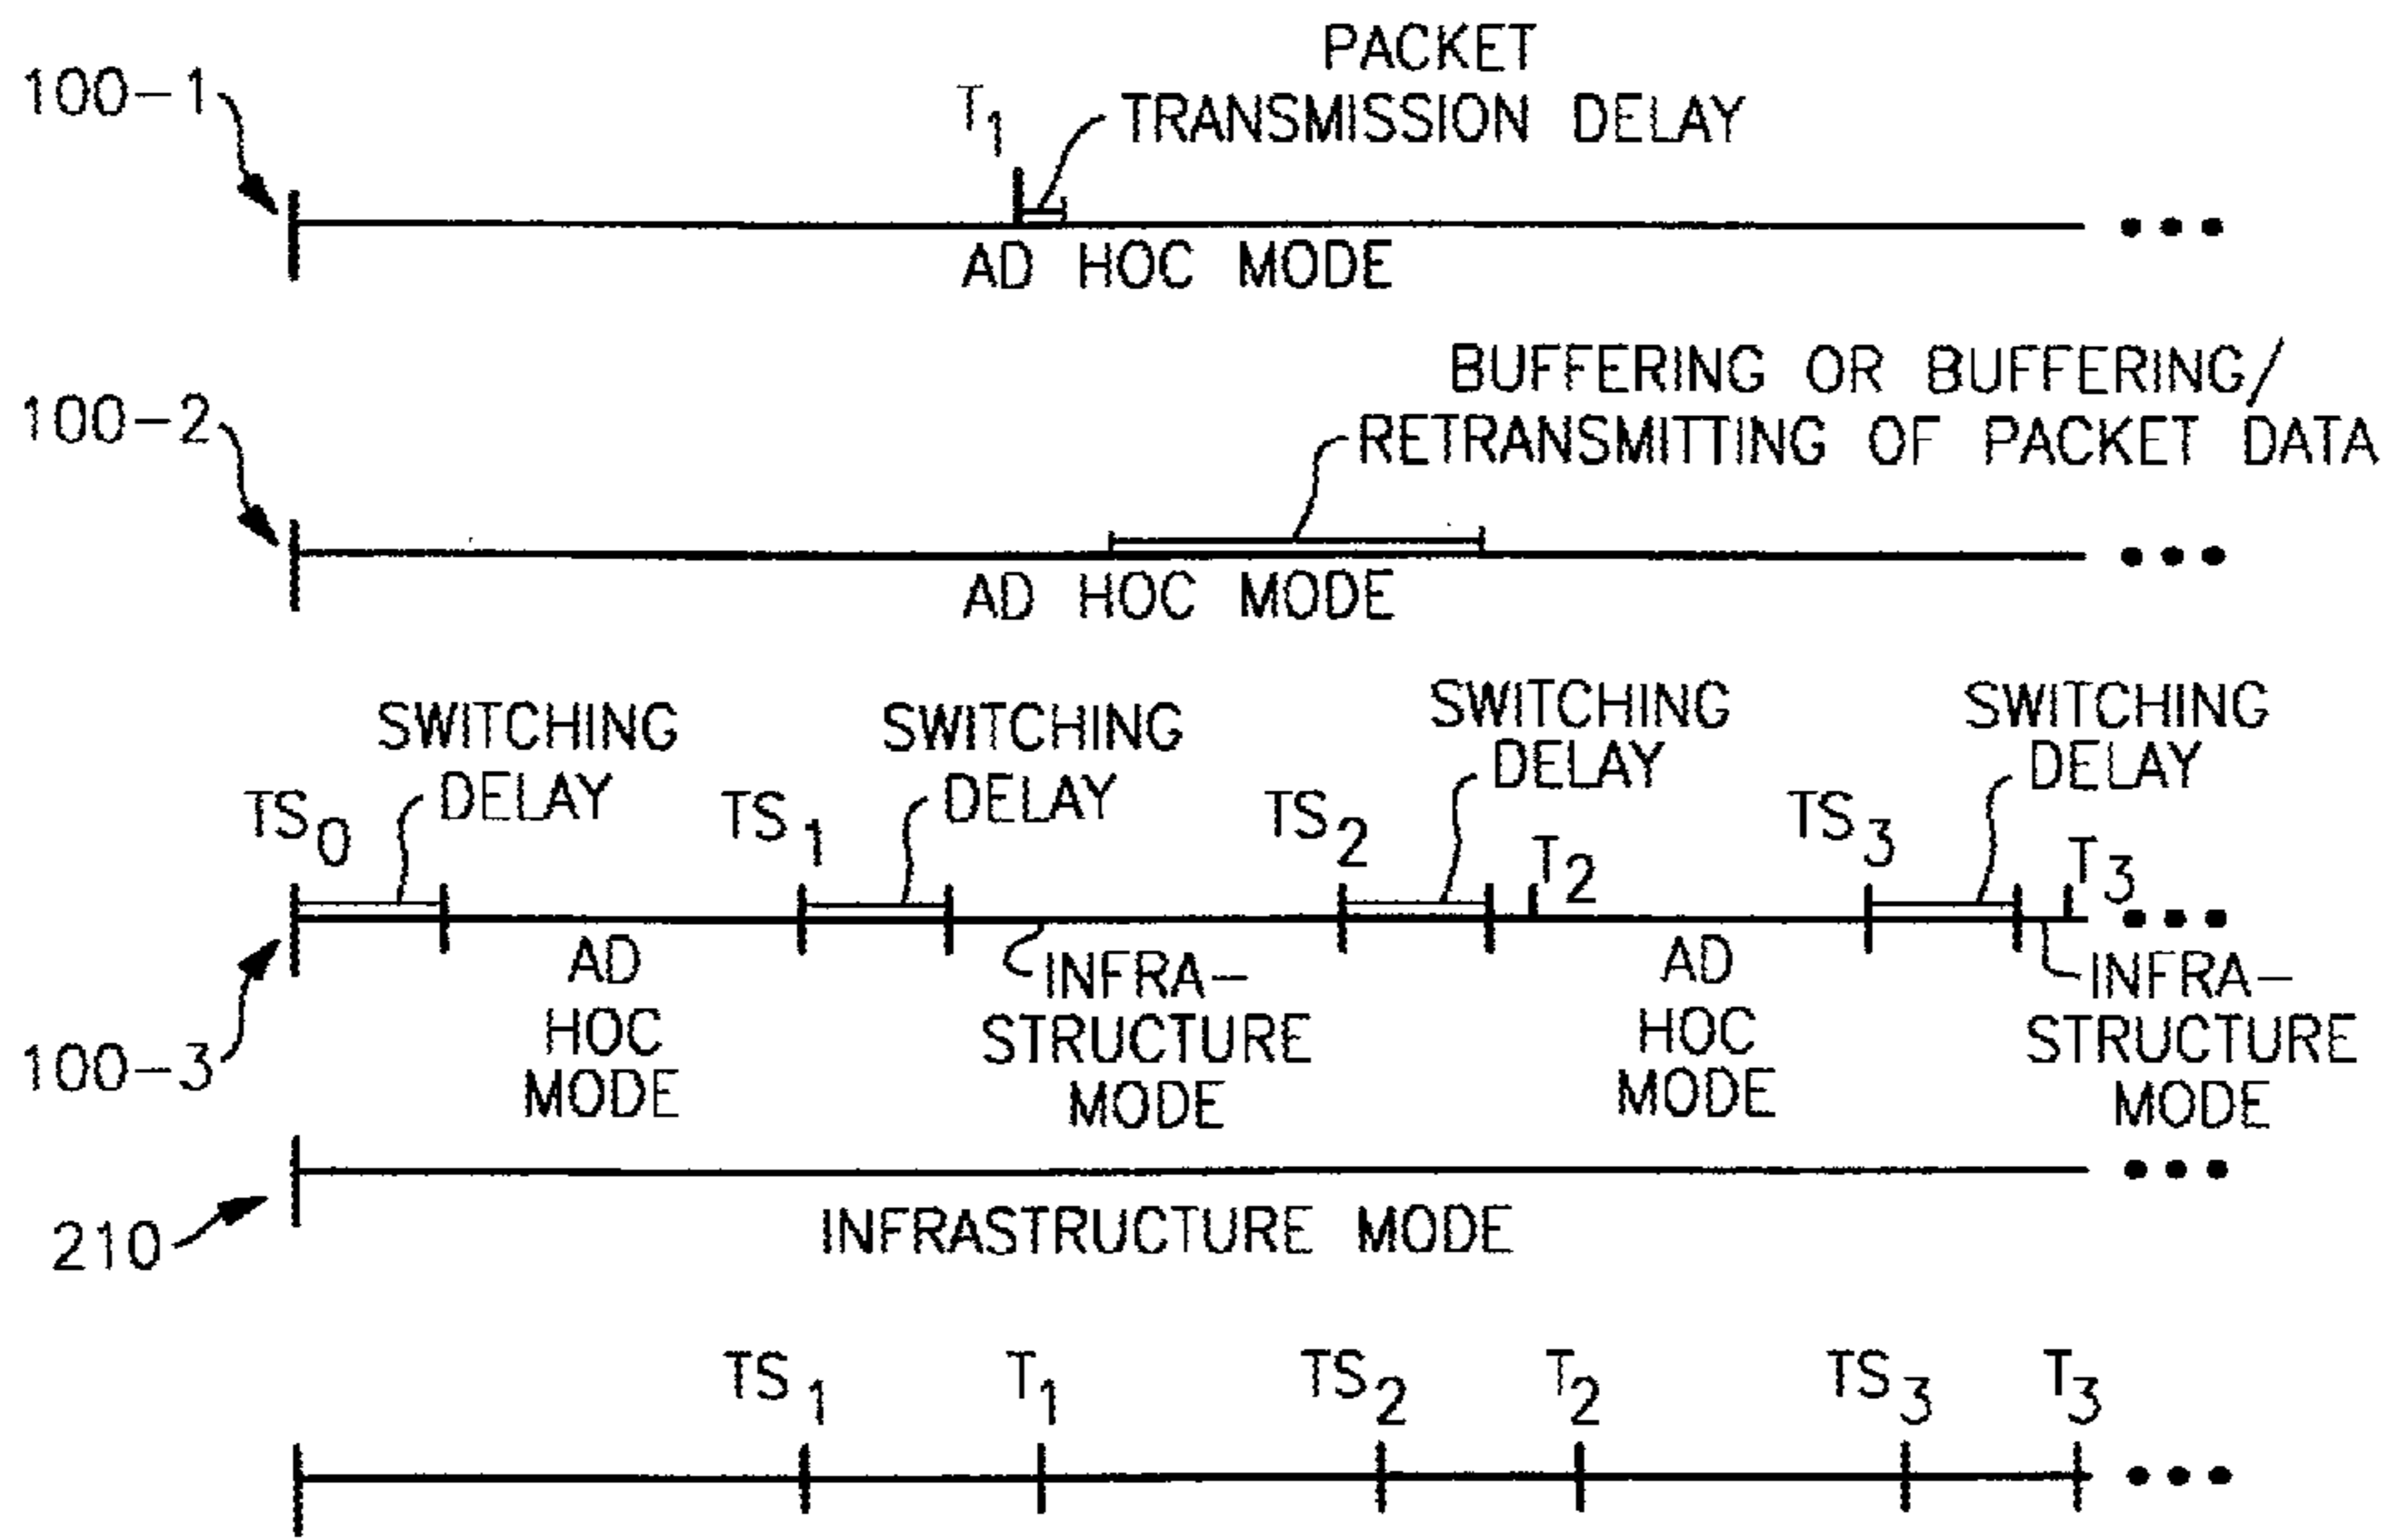 PACKET
100-1
T1
TRANSMISSION DELAY
AD HOC MODE
BUFFERING OR BUFFERING/
100-2
RETRANSMITTING OF PACKET DATA
AD HOC MODE
SWITCHING
DELAY
SWITCHING
DELAY
SWITCHING
DELAY
SWITCHING
DELAY
TS0
TS1
TS2
T2
TS3
T3
100-3
AD
HOC
MODE
INFRA-
STRUCTURE
MODE
AD
HOC
MODE
INFRA-
STRUCTURE
MODE
210
INFRASTRUCTURE MODE
TS1
T1
TS2
T2
TS3
T3